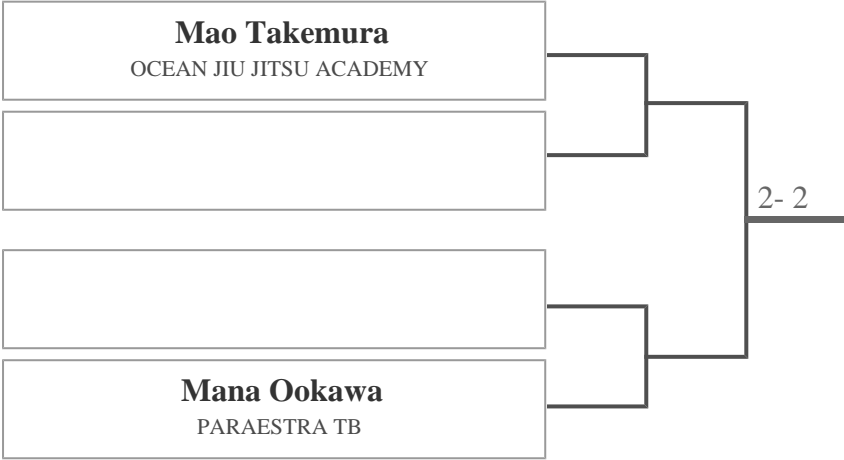 Mao Takemura
OCEAN JIU JITSU ACADEMY
2- 2
Mana Ookawa
PARAESTRA TB